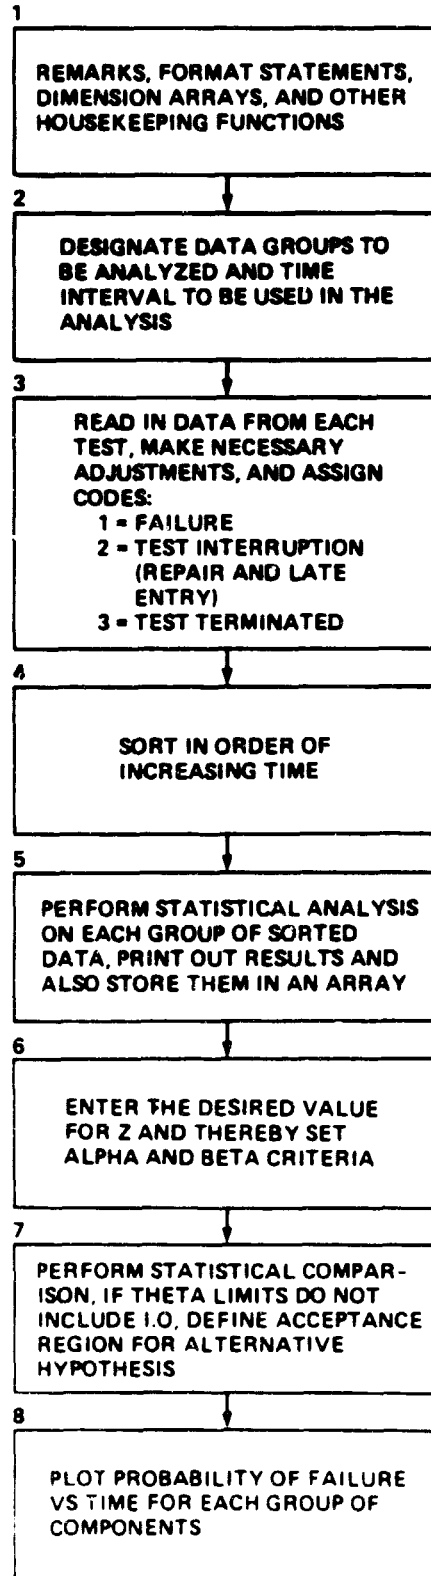 1
REMARKS, FORMAT STATEMENTS,
DIMENSION ARRAYS, AND OTHER
HOUSEKEEPING FUNCTIONS
2
DESIGNATE DATA GROUPS TO
BE ANALYZED AND TIME
INTERVAL TO BE USED IN THE
ANALYSIS
3
READ IN DATA FROM EACH
TEST, MAKE NECESSARY
ADJUSTMENTS, AND ASSIGN
CODES:
1 = FAILURE
2 = TEST INTERRUPTION
(REPAIR AND LATE
ENTRY)
3 = TEST TERMINATED
4
SORT IN ORDER OF
INCREASING TIME
5
PERFORM STATISTICAL ANALYSIS
ON EACH GROUP OF SORTED
DATA, PRINT OUT RESULTS AND
ALSO STORE THEM IN AN ARRAY
6
ENTER THE DESIRED VALUE
FOR Z AND THEREBY SET
ALPHA AND BETA CRITERIA
7
PERFORM STATISTICAL COMPAR-
ISON, IF THETA LIMITS DO NOT
INCLUDE I.O, DEFINE ACCEPTANCE
REGION FOR ALTERNATIVE
HYPOTHESIS
8
PLOT PROBABILITY OF FAILURE
VS TIME FOR EACH GROUP OF
COMPONENTS